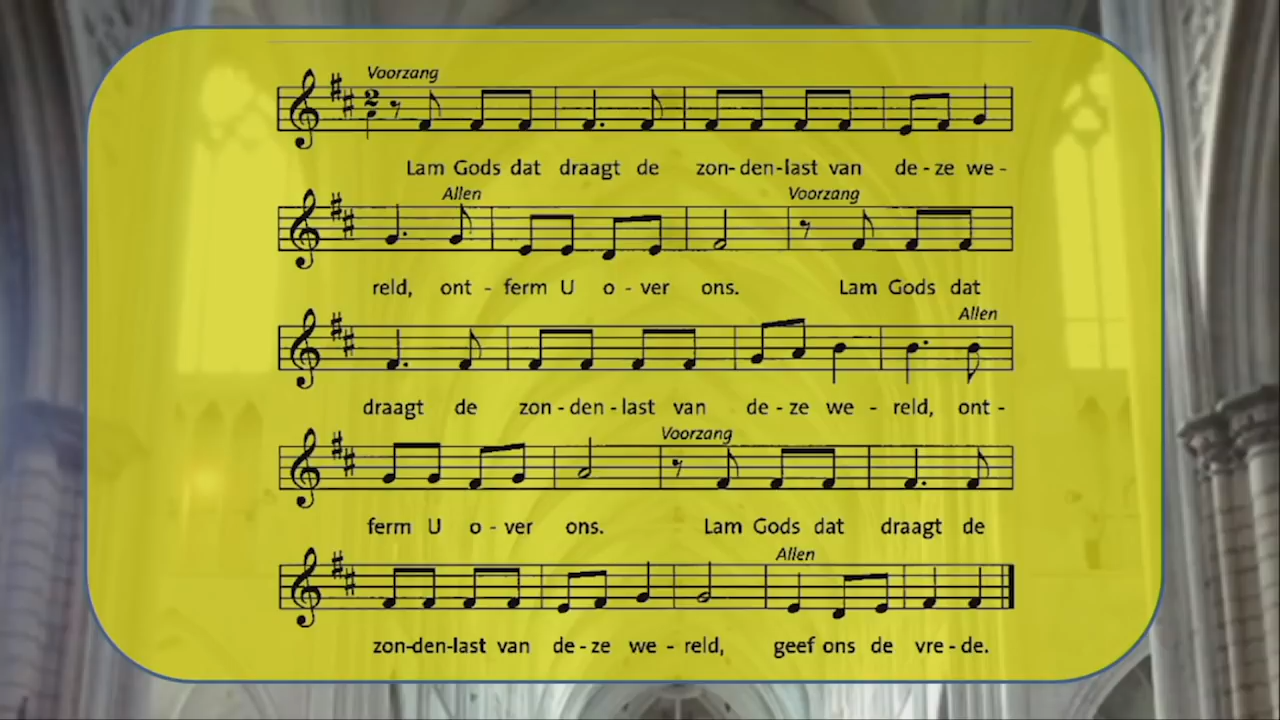 Voorzang
2
Lam Gods dat draagt de zon-den-last van de-ze we-
Allen Voorzang
reld, ont-ferm U o-ver ons. Lam Gods dat
Allen
draagt de zon-den-last van de-ze we-reld, ont-
Voorzang
ferm U o-ver ons. Lam Gods dat draagt de
Allen
zon-den-last van de-ze we-reld, geef ons de vre-de.